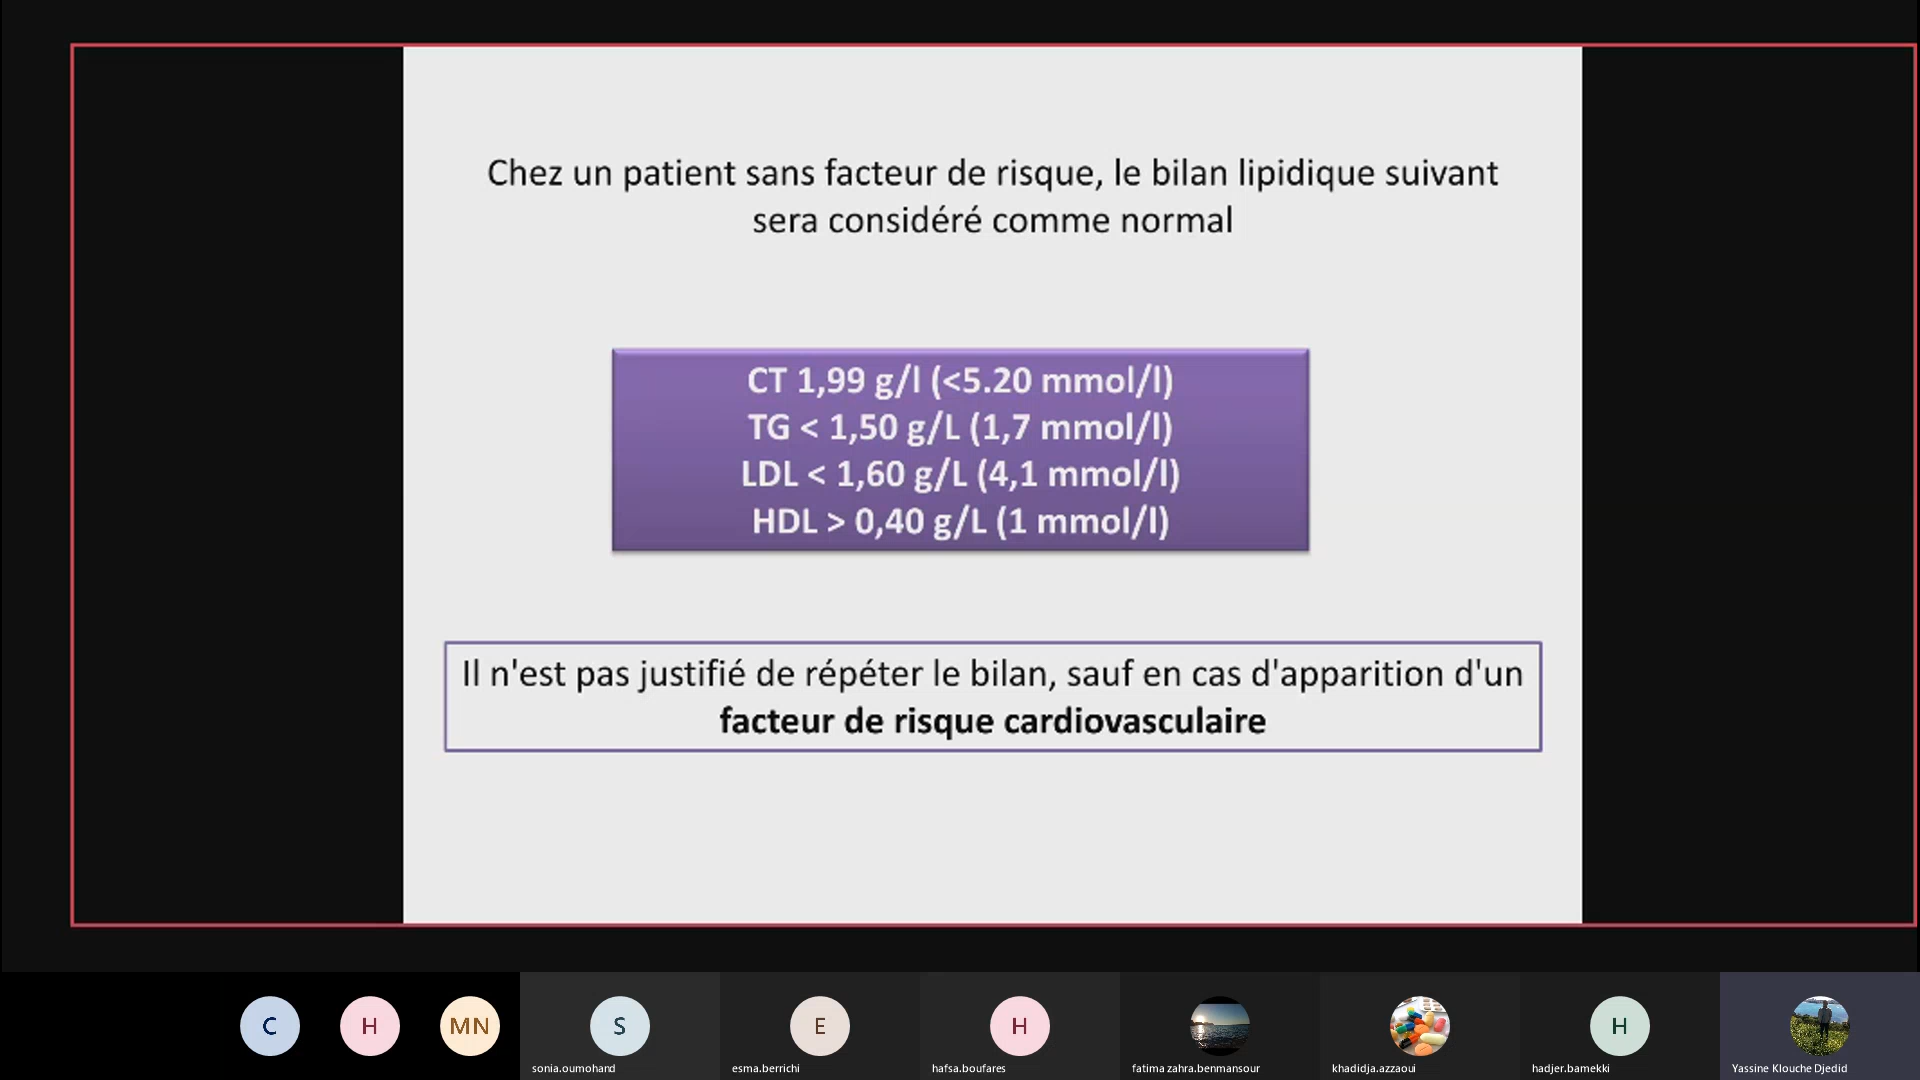 Chez un patient sans facteur de risque, le bilan lipidique suivant
sera considéré comme normal
CT 1,99 g/l (<5.20 mmol/l)
TG < 1,50 g/L (1,7 mmol/l)
LDL < 1,60 g/L (4,1 mmol/l)
HDL > 0,40 g/L (1 mmol/l)
Il n'est pas justifié de répéter le bilan, sauf en cas d'apparition d'un
facteur de risque cardiovasculaire
C H MN S E H H
sonia.oumohand esma.berrichi hafsa.boufares fatima zahra.benmansour khadidja.azzaoui hadjer.bamekki Yassine Klouche Djedid